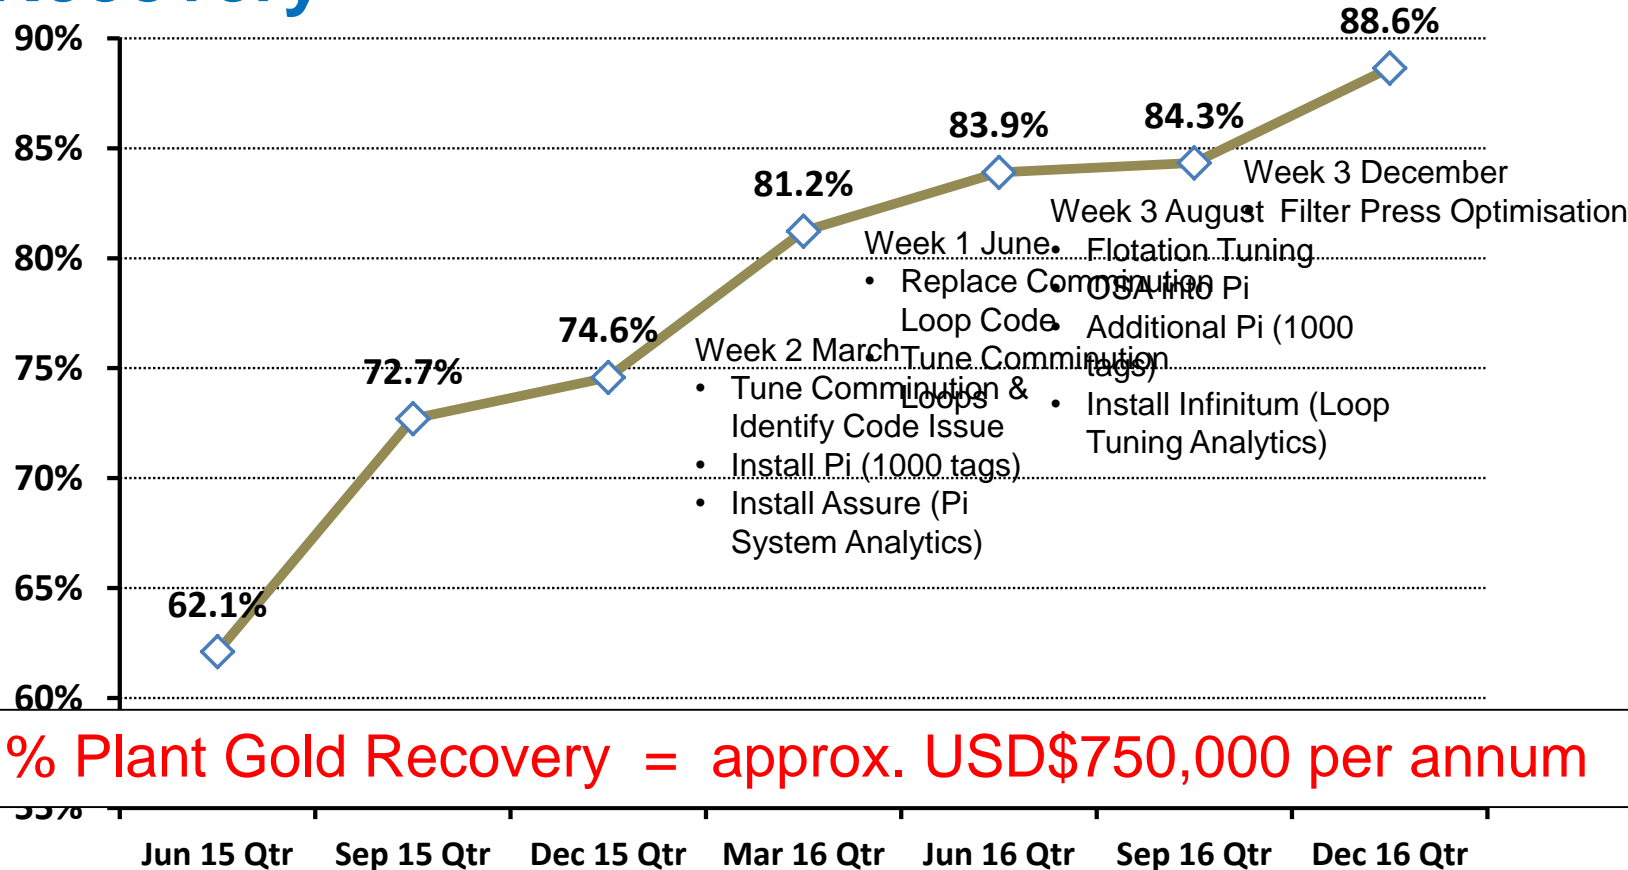 90%
85%
80%
75%
70%
65%
60%
62.1%
72.7%
74.6%
81.2%
83.9%
84.3%
88.6%
Week 2 March
• Tune Comminution &
Identify Code Issue
• Install Pi (1000 tags)
• Install Assure (Pi
System Analytics)
Week 1 June
• Replace Comminution
Loop Code
• Tune Comminution
Loops
Week 3 August
• Flotation Tuning
• OSA into Pi
• Additional Pi (1000
tags)
• Install Infinitum (Loop
Tuning Analytics)
Week 3 December
• Filter Press Optimisation
% Plant Gold Recovery = approx. USD$750,000 per annum
Jun 15 Qtr
Sep 15 Qtr
Dec 15 Qtr
Mar 16 Qtr
Jun 16 Qtr
Sep 16 Qtr
Dec 16 Qtr